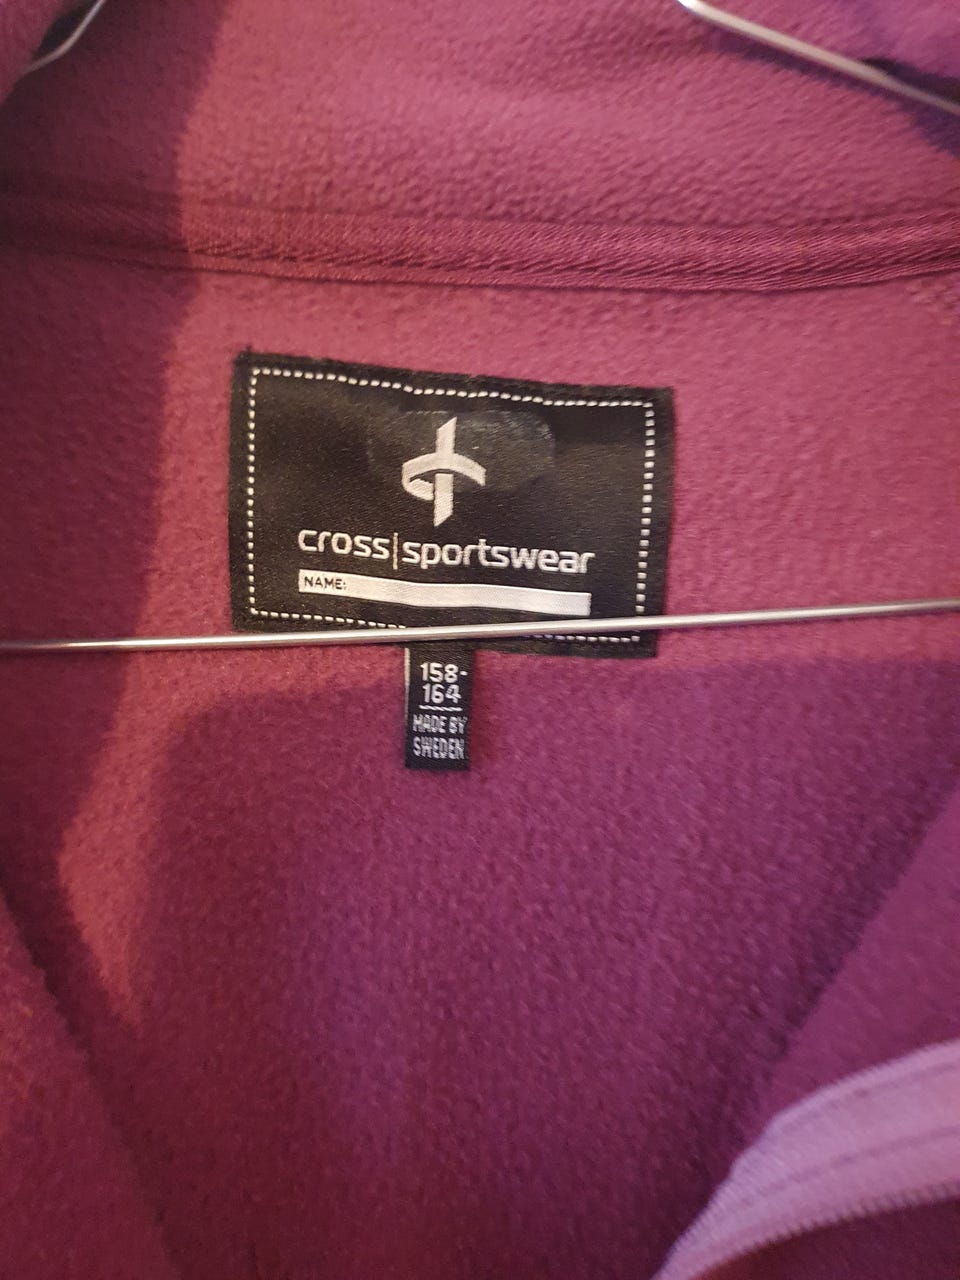 cross|sportswear
NAME:
158-
164
MADE BY
SWEDEN